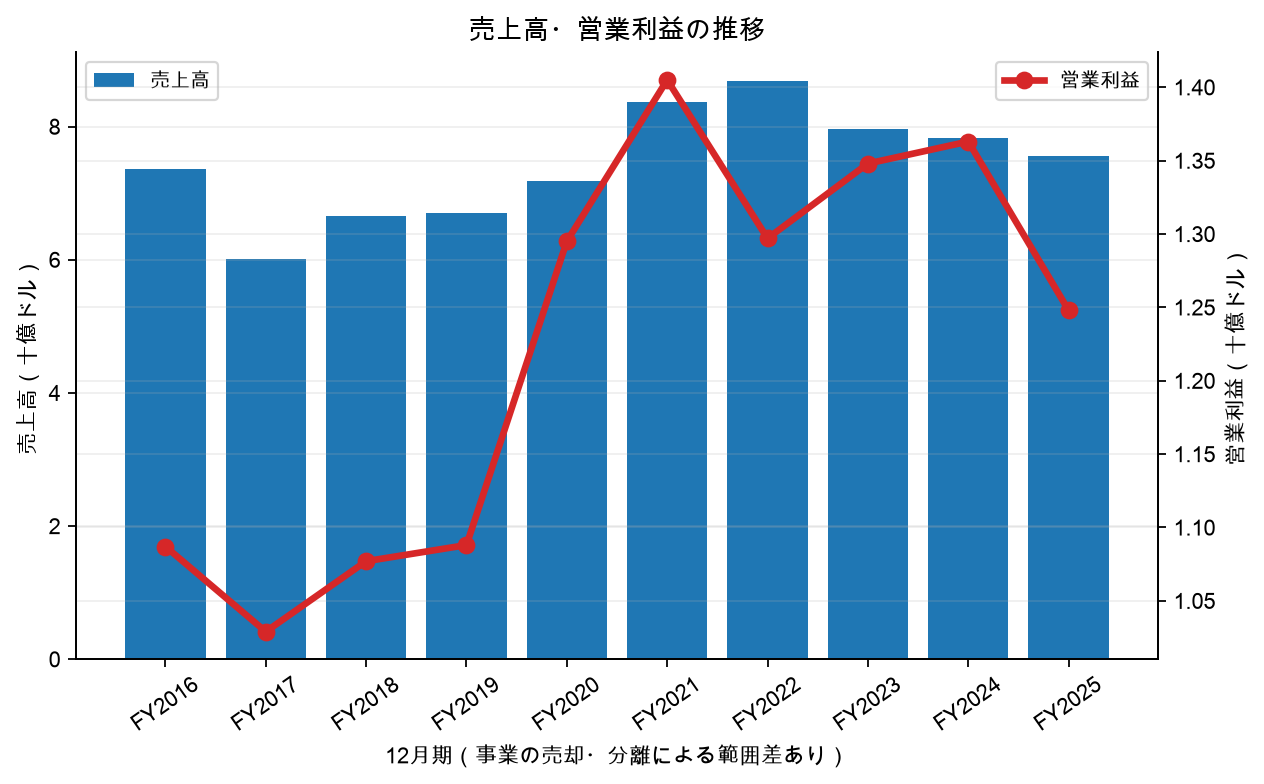 売上高・営業利益の推移
売上高
営業利益
売上高（十億ドル）
8
6
4
2
0
営業利益（十億ドル）
1.40
1.35
1.30
1.25
1.20
1.15
1.10
1.05
FY2016
FY2017
FY2018
FY2019
FY2020
FY2021
FY2022
FY2023
FY2024
FY2025
12月期（事業の売却・分離による範囲差あり）